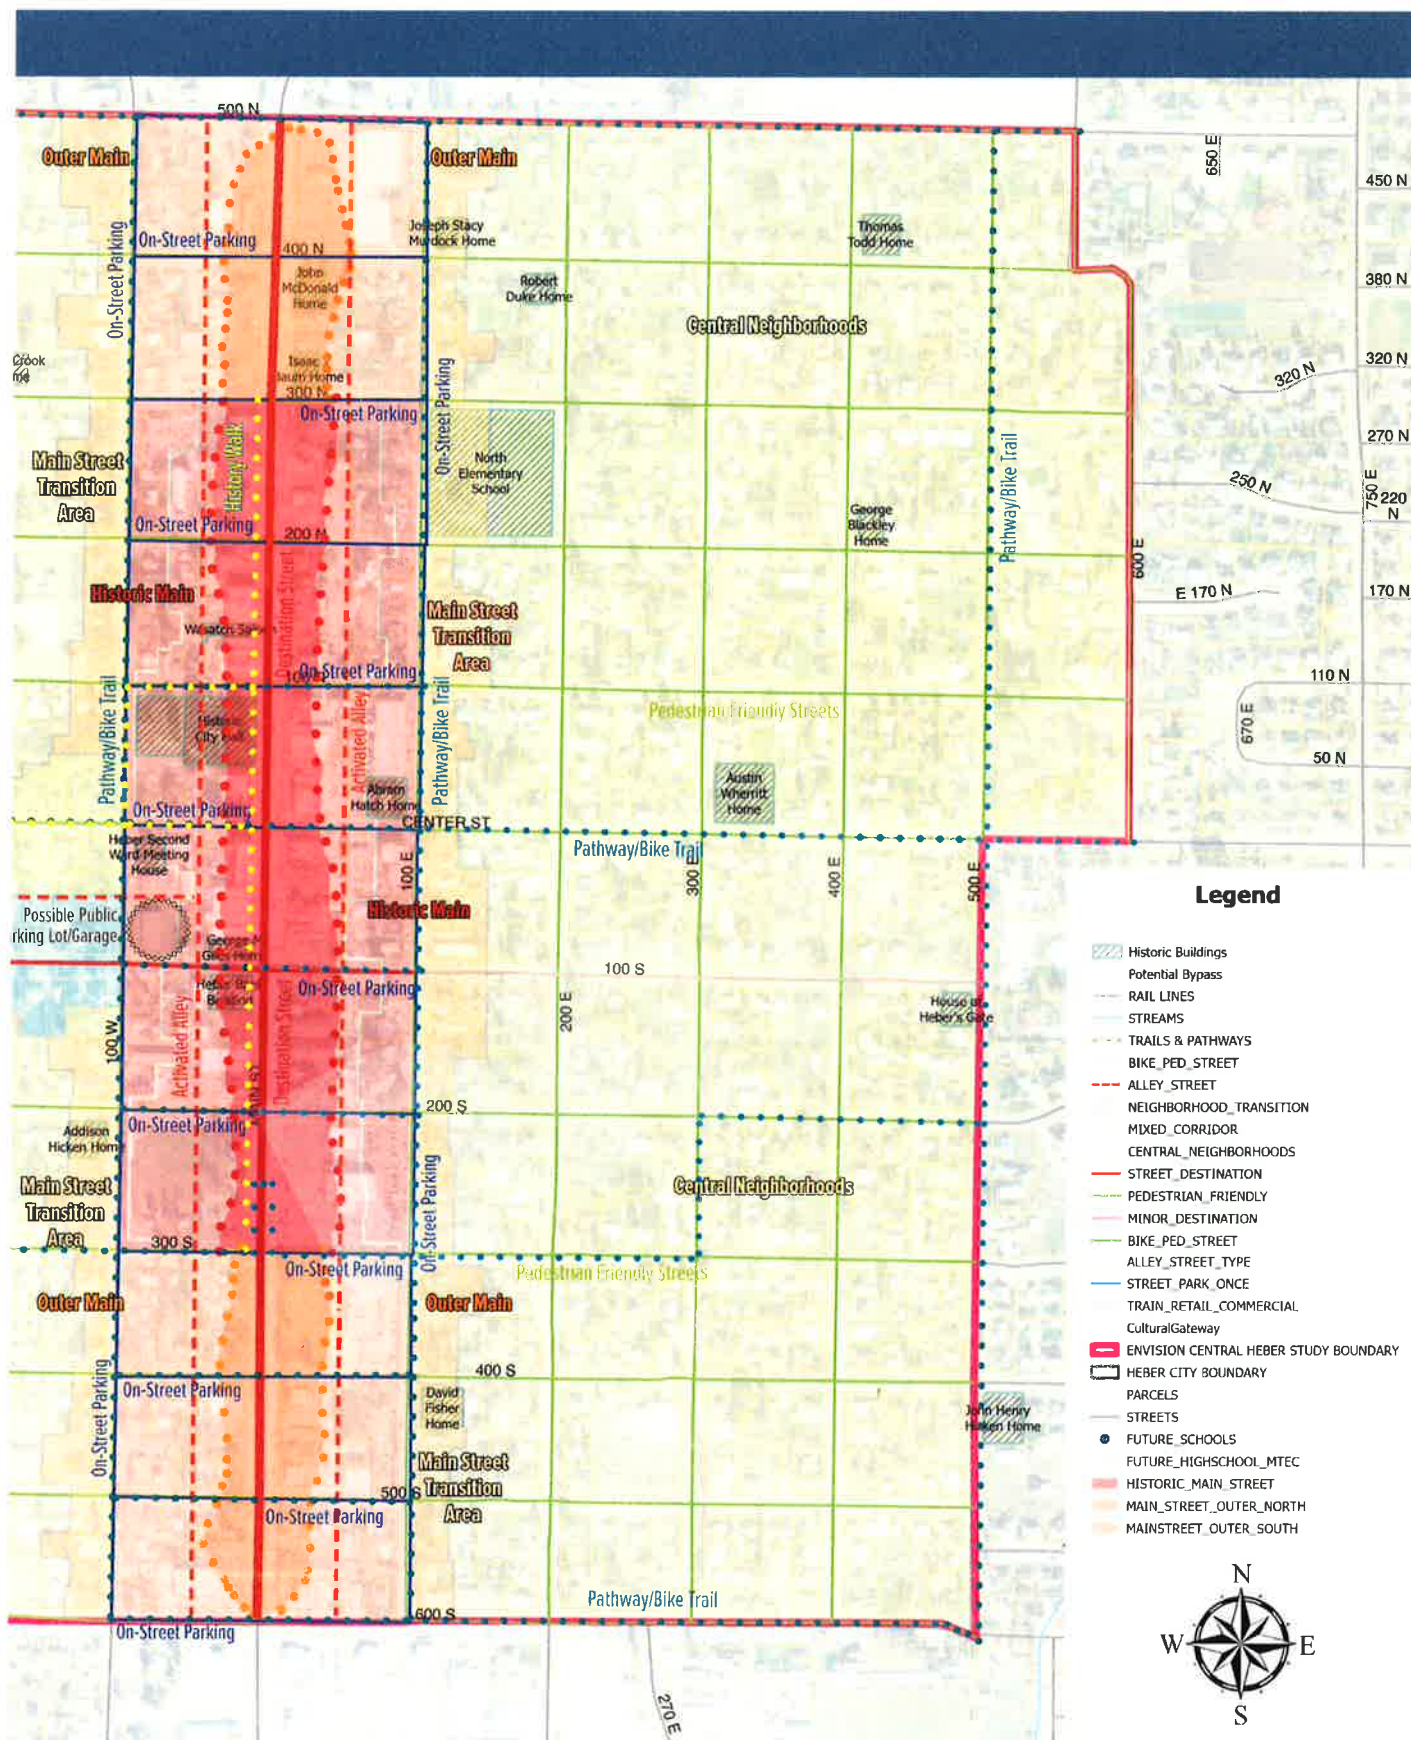 500 N
Outer Main
Outer Main
650 E
450 N
On-Street Parking
On-Street Parking
Joseph Stacy
Murdock Home
Thomas
Todd Home
400 N
John
McDonald
Home
Robert
Duke Home
380 N
Central Neighborhoods
Crook
Isaac
Baum Home
300 N
On-Street Parking
On-Street Parking
320 N
320 N
History Walk
Main Street
Transition
Area
North
Elementary
School
Pathway/Bike Trail
270 N
250 N
750 E
220
N
On-Street Parking
200 N
George
Blackley
Home
600 E
Historic Main
Destination Street
Main Street
Transition
Area
E 170 N
170 N
Wasatch Saloon
On-Street Parking
Pathway/Bike Trail
Pathway/Bike Trail
Activated Alley
Pedestrian Friendly Streets
110 N
670 E
50 N
Historic
City Hall
Abram
Hatch Home
Austin
Wherritt
Home
On-Street Parking
CENTER ST
Heber Second
Ward Meeting
House
Pathway/Bike Trail
100 E
300 E
400 E
500 E
Historic Main
Possible Public
rking Lot/Garage
George
Giles Home
100 S
On-Street Parking
200 E
House of
Heber's Gate
100 W
Activated Alley
Destination Street
MAIN ST
200 S
On-Street Parking
Addison
Hicken Home
Main Street
Transition
Area
On-Street Parking
Central Neighborhoods
300 S
On-Street Parking
Pedestrian Friendly Streets
Outer Main
Outer Main
400 S
On-Street Parking
On-Street Parking
David
Fisher
Home
John Henry
Hicken Home
Main Street
Transition
Area
500 S
On-Street Parking
Pathway/Bike Trail
600 S
On-Street Parking
270 E
Legend
Historic Buildings
Potential Bypass
RAIL LINES
STREAMS
TRAILS & PATHWAYS
BIKE_PED_STREET
ALLEY_STREET
NEIGHBORHOOD_TRANSITION
MIXED_CORRIDOR
CENTRAL_NEIGHBORHOODS
STREET_DESTINATION
PEDESTRIAN_FRIENDLY
MINOR_DESTINATION
BIKE_PED_STREET
ALLEY_STREET_TYPE
STREET_PARK_ONCE
TRAIN_RETAIL_COMMERCIAL
CulturalGateway
ENVISION CENTRAL HEBER STUDY BOUNDARY
HEBER CITY BOUNDARY
PARCELS
STREETS
FUTURE_SCHOOLS
FUTURE_HIGHSCHOOL_MTEC
HISTORIC_MAIN_STREET
MAIN_STREET_OUTER_NORTH
MAINSTREET_OUTER_SOUTH
N
W
E
S